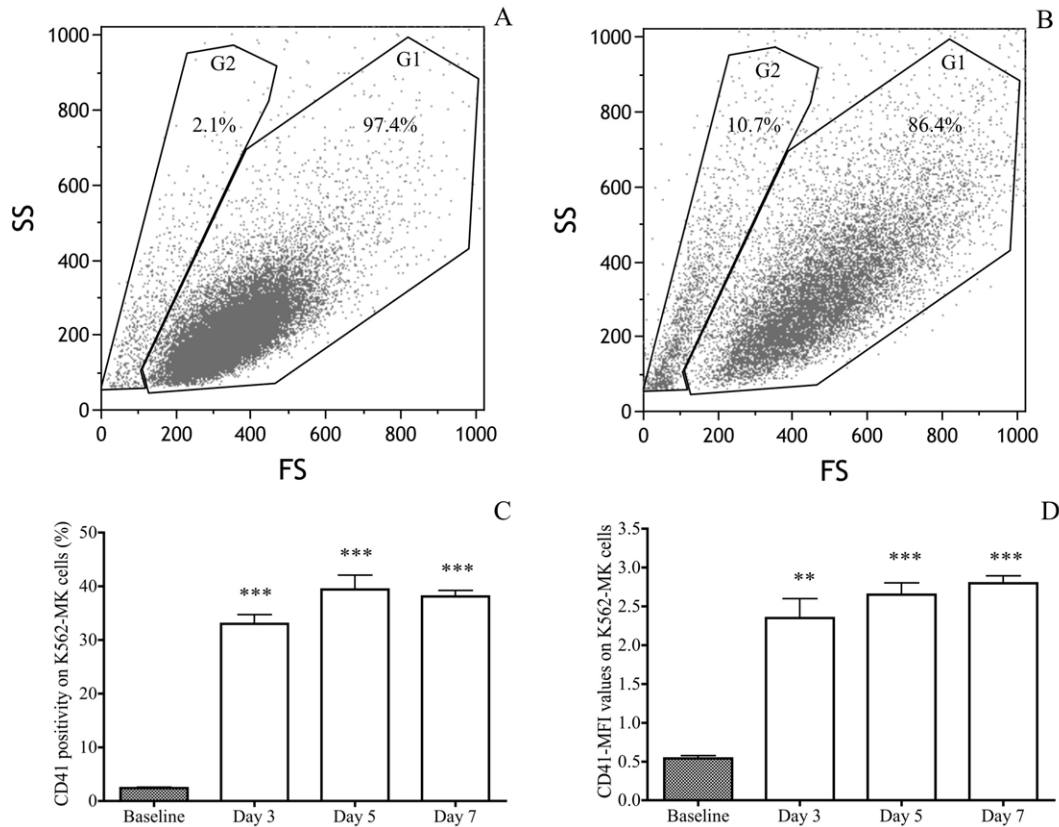 A
1000
800
600
400
200
0
SS
G2
G1
2.1%
97.4%
0 200 400 600 800 1000
FS
B
1000
800
600
400
200
0
SS
G2
G1
10.7%
86.4%
0 200 400 600 800 1000
FS
C
CD41 positivity on K562-MK cells (%)
50
40
30
20
10
0
*** *** ***
Baseline Day 3 Day 5 Day 7
D
CD41-MFI values on K562-MK cells
3.5
3.0
2.5
2.0
1.5
1.0
0.5
0.0
** *** ***
Baseline Day 3 Day 5 Day 7